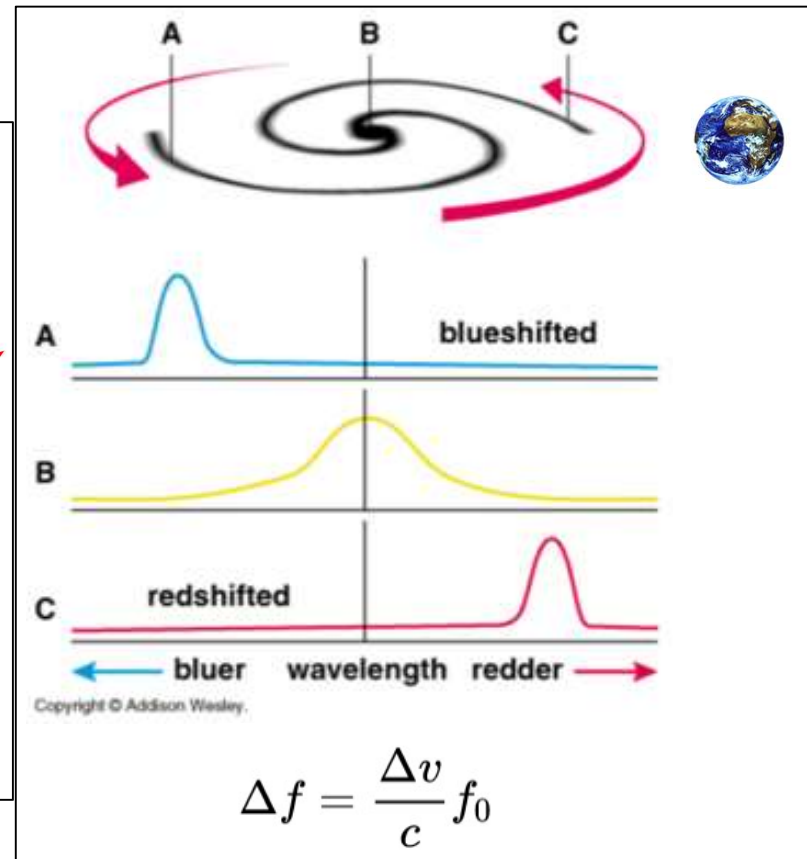 A B C
A blueshifted
B
C redshifted
bluer wavelength redder
Copyright © Addison Wesley.
Δf = Δv/c f₀